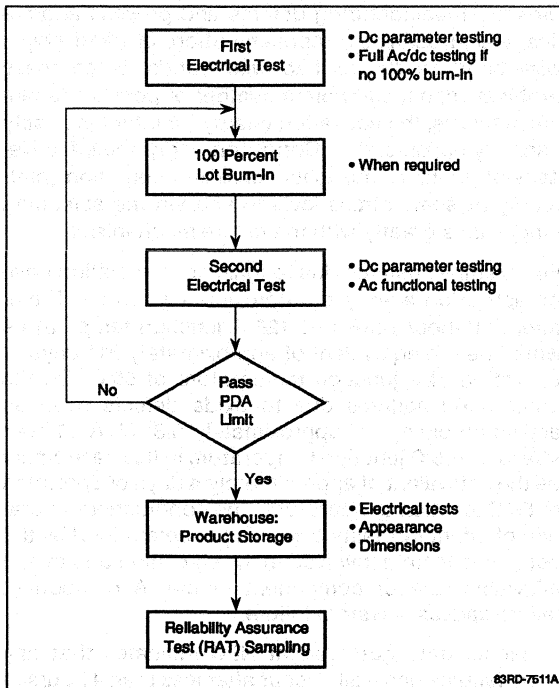 First
Electrical Test
• Dc parameter testing
• Full Ac/dc testing if
no 100% burn-in
100 Percent
Lot Burn-In
• When required
Second
Electrical Test
• Dc parameter testing
• Ac functional testing
Pass
PDA
Limit
No
Yes
Warehouse:
Product Storage
• Electrical tests
• Appearance
• Dimensions
Reliability Assurance
Test (RAT) Sampling
83RD-7511A